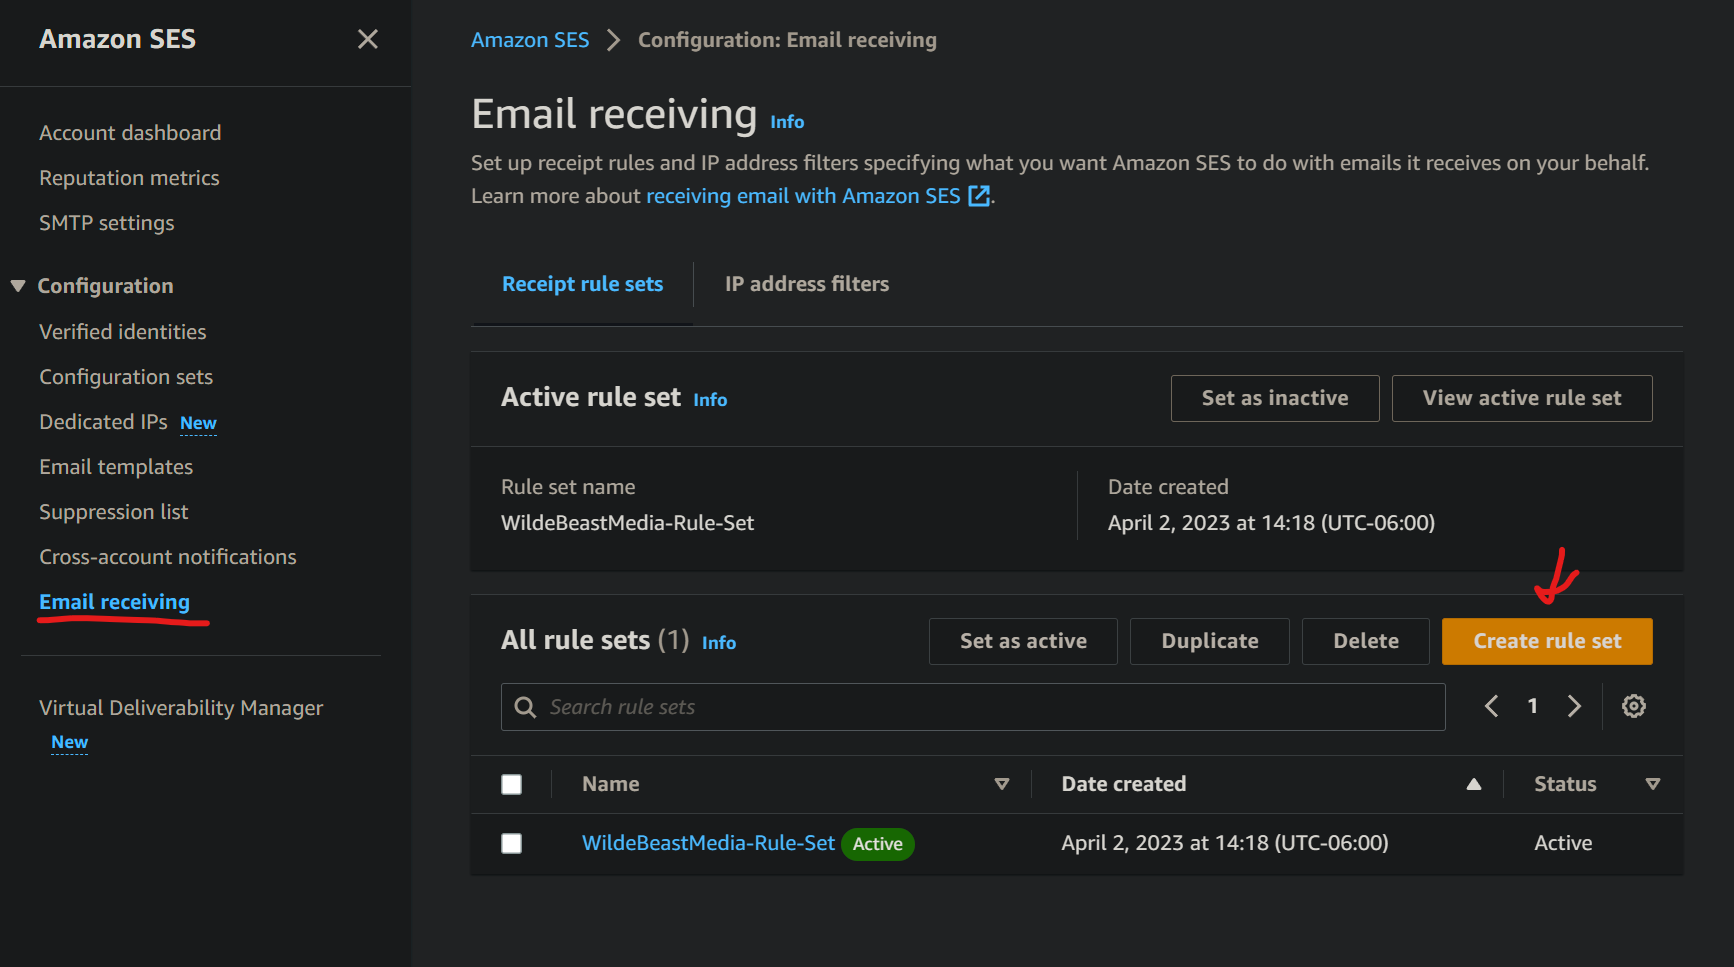 Amazon SES
Account dashboard
Reputation metrics
SMTP settings
Configuration
Verified identities
Configuration sets
Dedicated IPs New
Email templates
Suppression list
Cross-account notifications
Email receiving
Virtual Deliverability Manager
New
Amazon SES Configuration: Email receiving
Email receiving Info
Set up receipt rules and IP address filters specifying what you want Amazon SES to do with emails it receives on your behalf.
Learn more about receiving email with Amazon SES.
Receipt rule sets IP address filters
Active rule set Info Set as inactive View active rule set
Rule set name Date created
WildeBeastMedia-Rule-Set April 2, 2023 at 14:18 (UTC-06:00)
All rule sets (1) Info Set as active Duplicate Delete Create rule set
Search rule sets 1
Name Date created Status
WildeBeastMedia-Rule-Set Active April 2, 2023 at 14:18 (UTC-06:00) Active